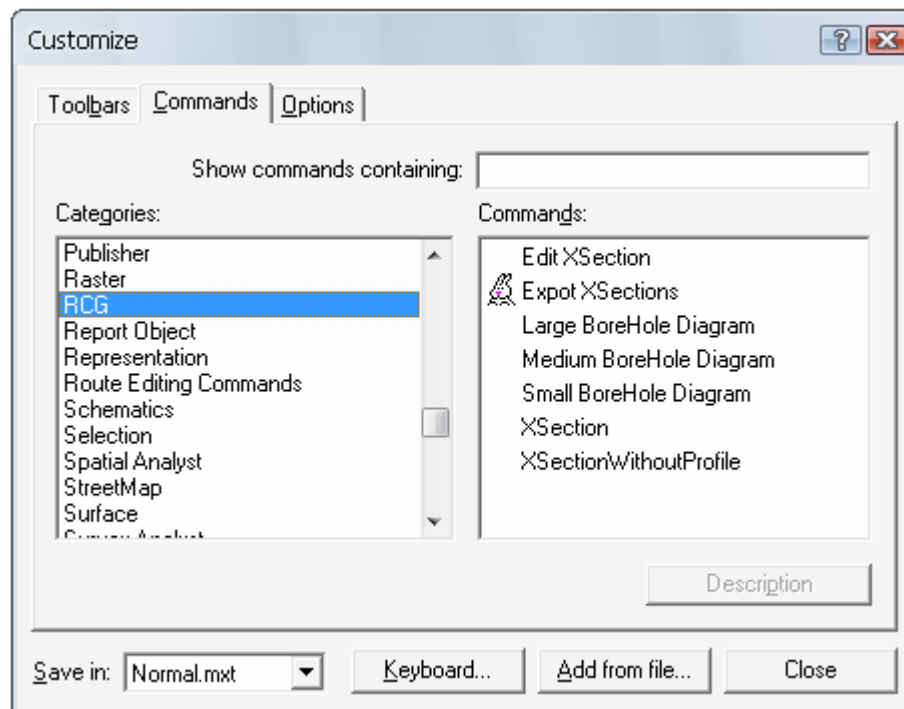 Customize
?
Toolbars Commands Options
Show commands containing:
Categories: Commands:
Publisher
Raster
RCG
Report Object
Representation
Route Editing Commands
Schematics
Selection
Spatial Analyst
StreetMap
Surface
Edit XSection
Expot XSections
Large BoreHole Diagram
Medium BoreHole Diagram
Small BoreHole Diagram
XSection
XSectionWithoutProfile
Description
Save in: Normal.mxt Keyboard... Add from file... Close